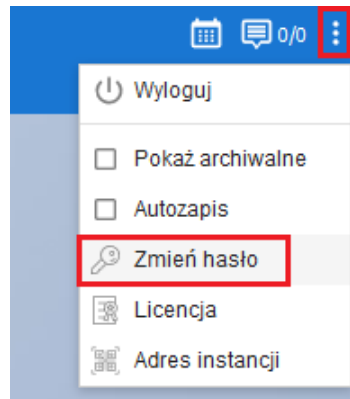 0/0
Wyloguj
Pokaż archiwalne
Autozapis
Zmień hasło
Licencja
Adres instancji